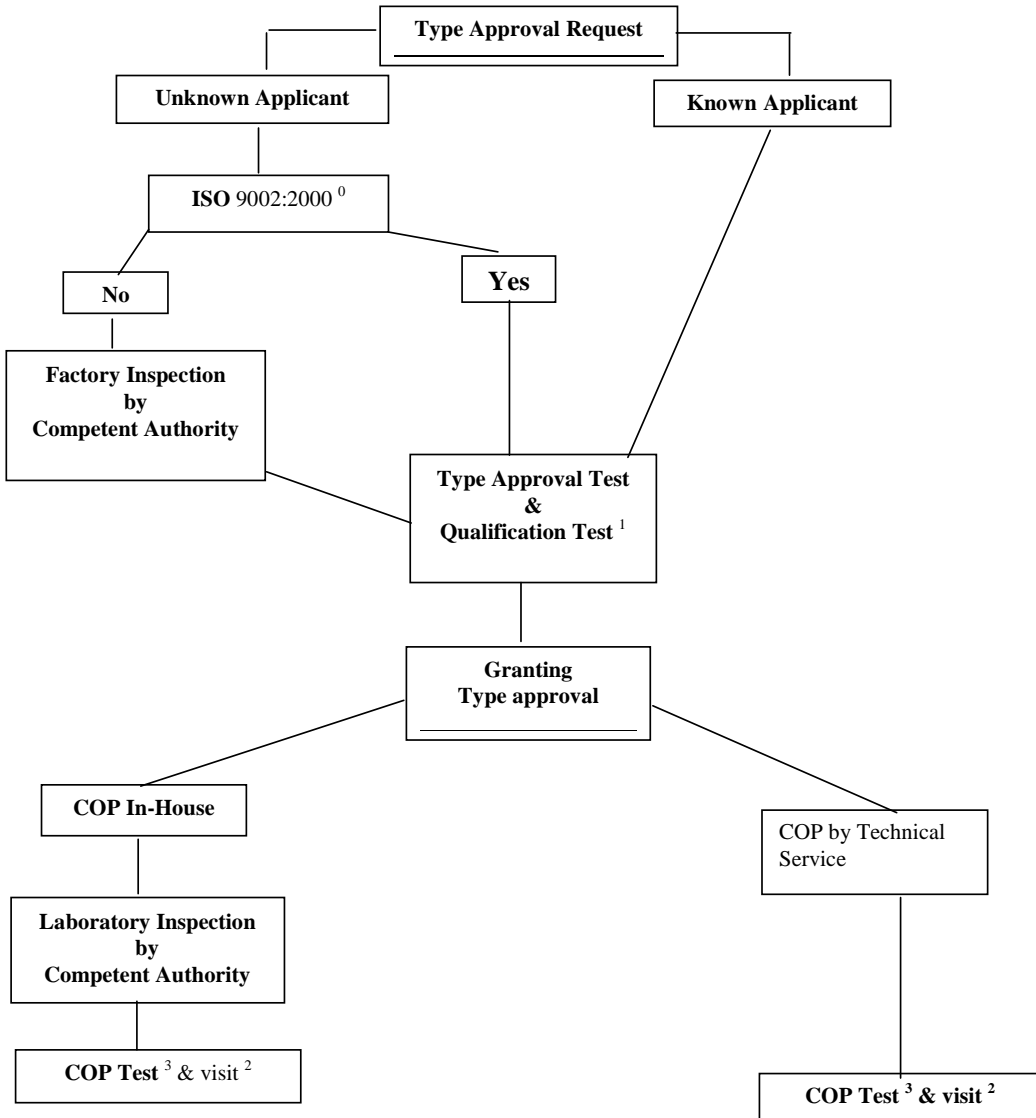 Type Approval Request
Unknown Applicant
Known Applicant
ISO 9002:2000 0
No
Yes
Factory Inspection
by
Competent Authority
Type Approval Test
&
Qualification Test 1
Granting
Type approval
COP In-House
COP by Technical
Service
Laboratory Inspection
by
Competent Authority
COP Test 3 & visit 2
COP Test 3 & visit 2